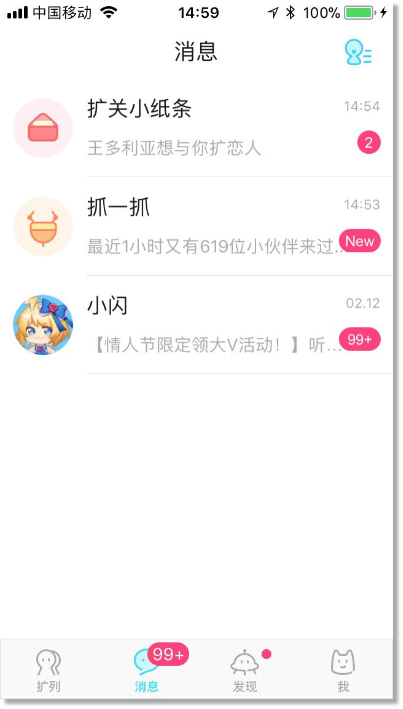 中国移动 14:59 100%
消息
扩关小纸条 14:54
王多利亚想与你扩恋人 2
抓一抓 14:53
最近1小时又有619位小伙伴来过... New
小闪 02.12
【情人节限定领大V活动！】听... 99+
99+
扩列 消息 发现 我